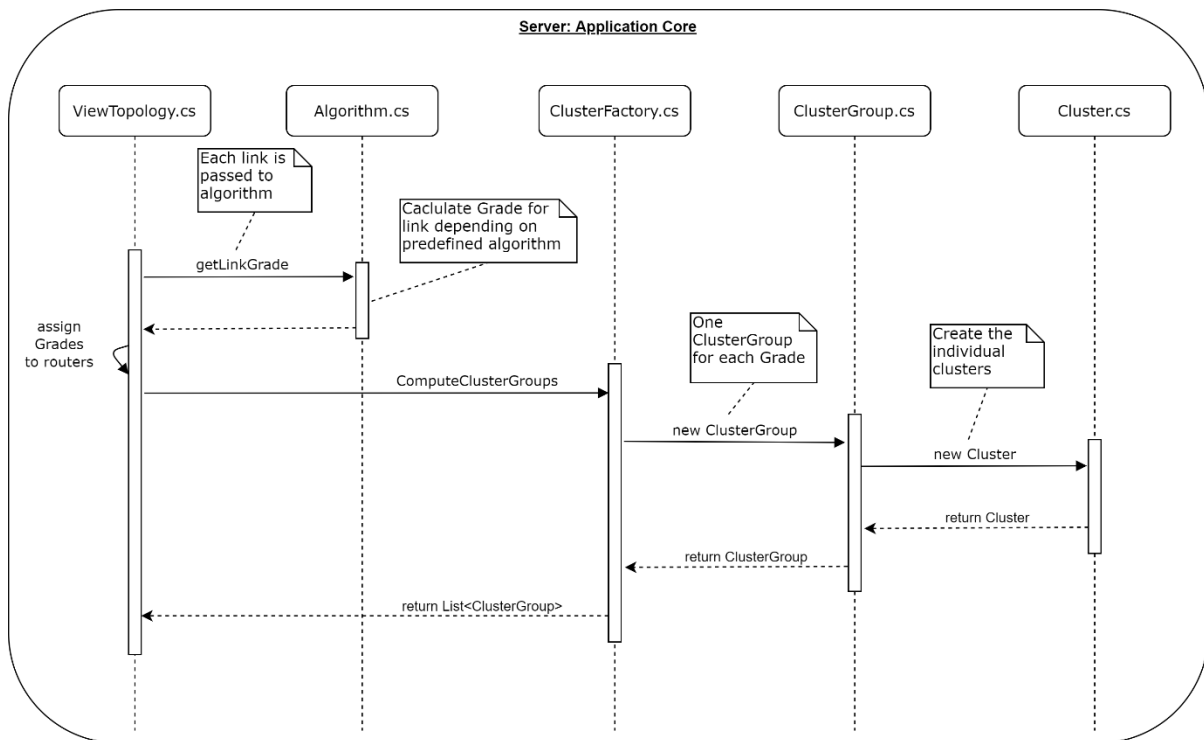 Server: Application Core
ViewTopology.cs
Algorithm.cs
ClusterFactory.cs
ClusterGroup.cs
Cluster.cs
Each link is
passed to
algorithm
Caclulate Grade for
link depending on
predefined algorithm
getLinkGrade
assign
Grades
to routers
One
ClusterGroup
for each Grade
Create the
individual
clusters
ComputeClusterGroups
new ClusterGroup
new Cluster
return Cluster
return ClusterGroup
return List<ClusterGroup>